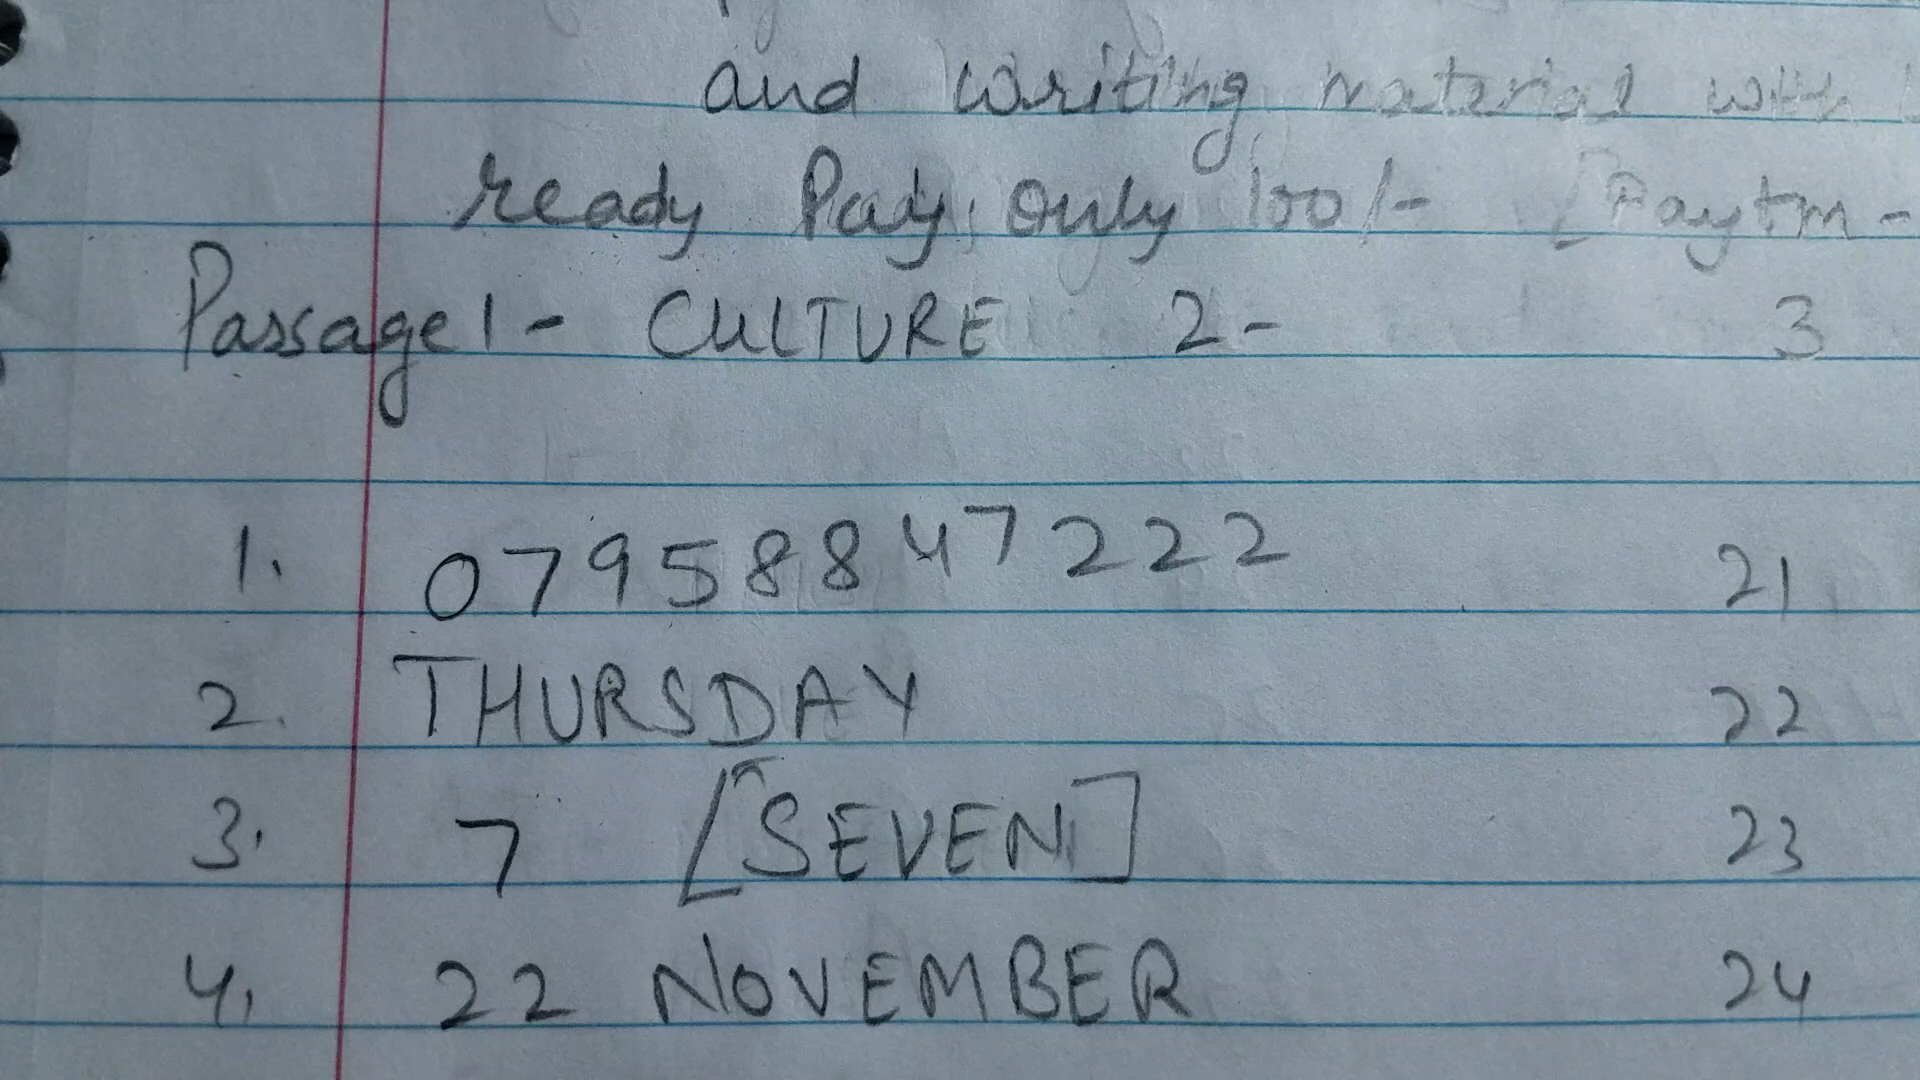 and writing material with
ready Pay, Only 100/- [Paytm -
Passage 1 - CULTURE 2- 3
1. 07958847222 21
2. THURSDAY 22
3. 7 [SEVEN] 23
4. 22 NOVEMBER 24